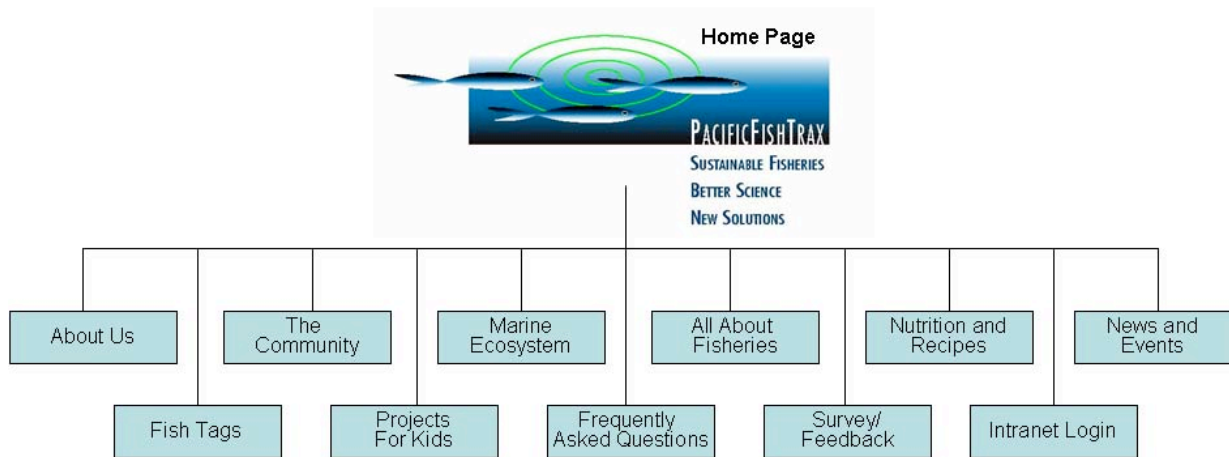 Home Page
PACIFICFISHTRAX
SUSTAINABLE FISHERIES
BETTER SCIENCE
NEW SOLUTIONS
About Us
The
Community
Marine
Ecosystem
All About
Fisheries
Nutrition and
Recipes
News and
Events
Fish Tags
Projects
For Kids
Frequently
Asked Questions
Survey/
Feedback
Intranet Login